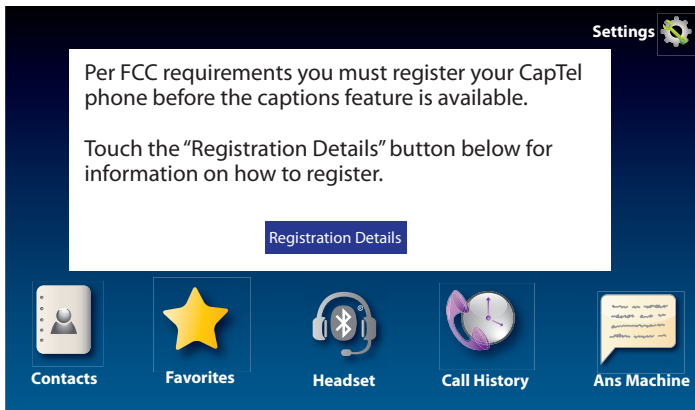 Settings
Per FCC requirements you must register your CapTel
phone before the captions feature is available.
Touch the “Registration Details” button below for
information on how to register.
Registration Details
Contacts
Favorites
Headset
Call History
Ans Machine